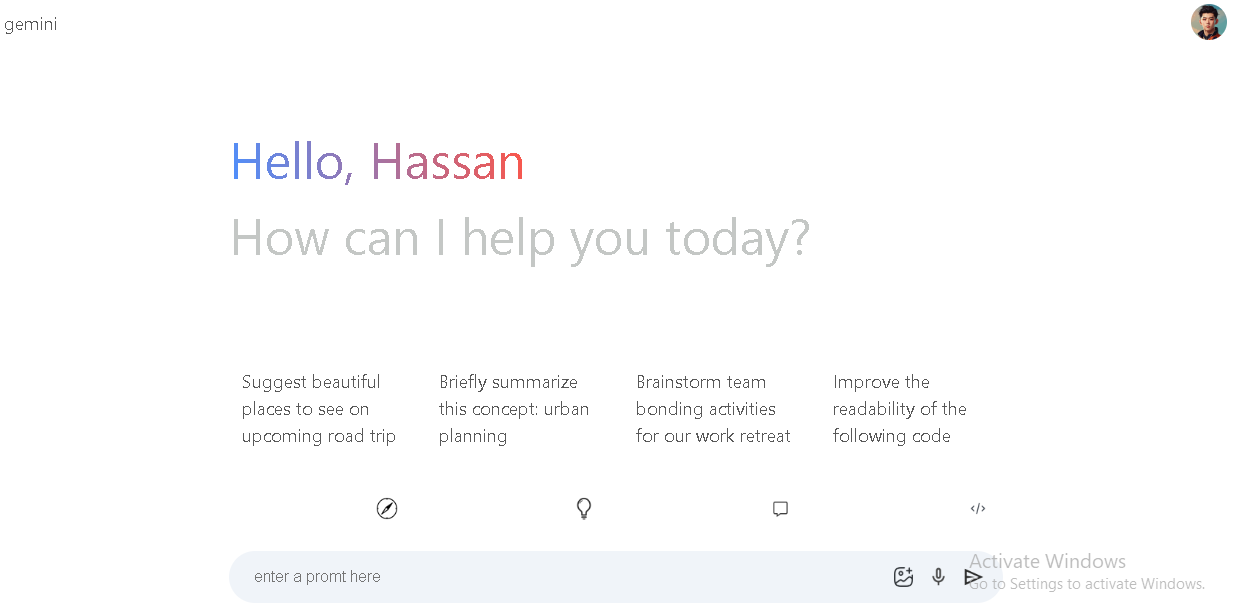 gemini
Hello, Hassan
How can I help you today?
Suggest beautiful
places to see on
upcoming road trip
Briefly summarize
this concept: urban
planning
Brainstorm team
bonding activities
for our work retreat
Improve the
readability of the
following code
</>
enter a promt here
Activate Windows
Go to Settings to activate Windows.